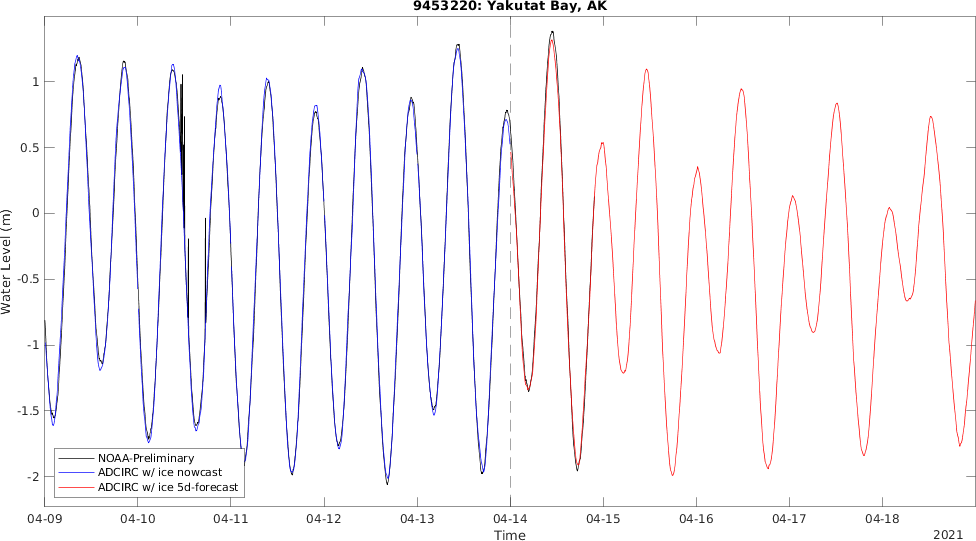 9453220: Yakutat Bay, AK
Water Level (m)
1
0.5
0
-0.5
-1
-1.5
-2
NOAA-Preliminary
ADCIRC w/ ice nowcast
ADCIRC w/ ice 5d-forecast
04-09 04-10 04-11 04-12 04-13 04-14 04-15 04-16 04-17 04-18
Time
2021